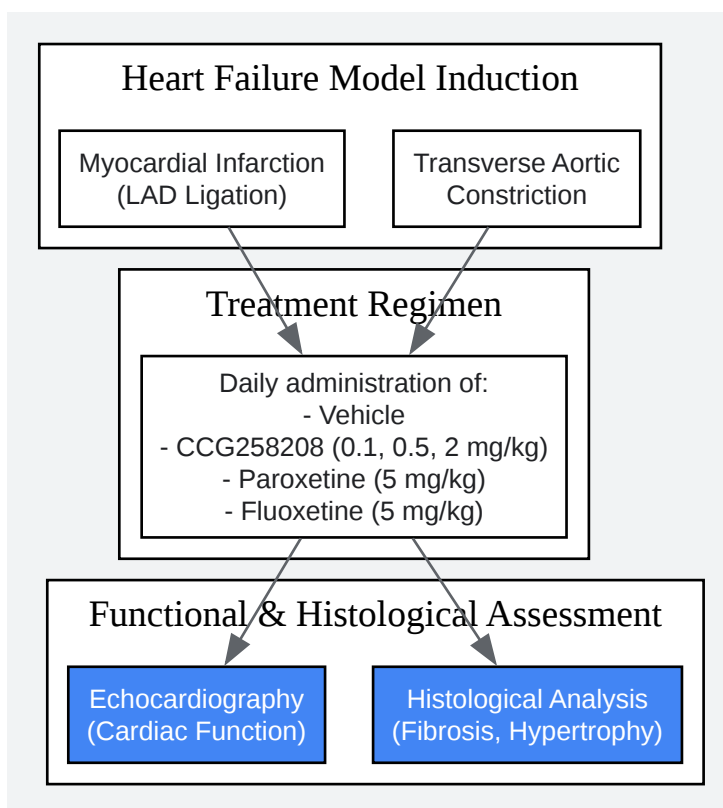 Heart Failure Model Induction
Myocardial Infarction
(LAD Ligation)
Transverse Aortic
Constriction
Treatment Regimen
Daily administration of:
- Vehicle
- CCG258208 (0.1, 0.5, 2 mg/kg)
- Paroxetine (5 mg/kg)
- Fluoxetine (5 mg/kg)
Functional & Histological Assessment
Echocardiography
(Cardiac Function)
Histological Analysis
(Fibrosis, Hypertrophy)